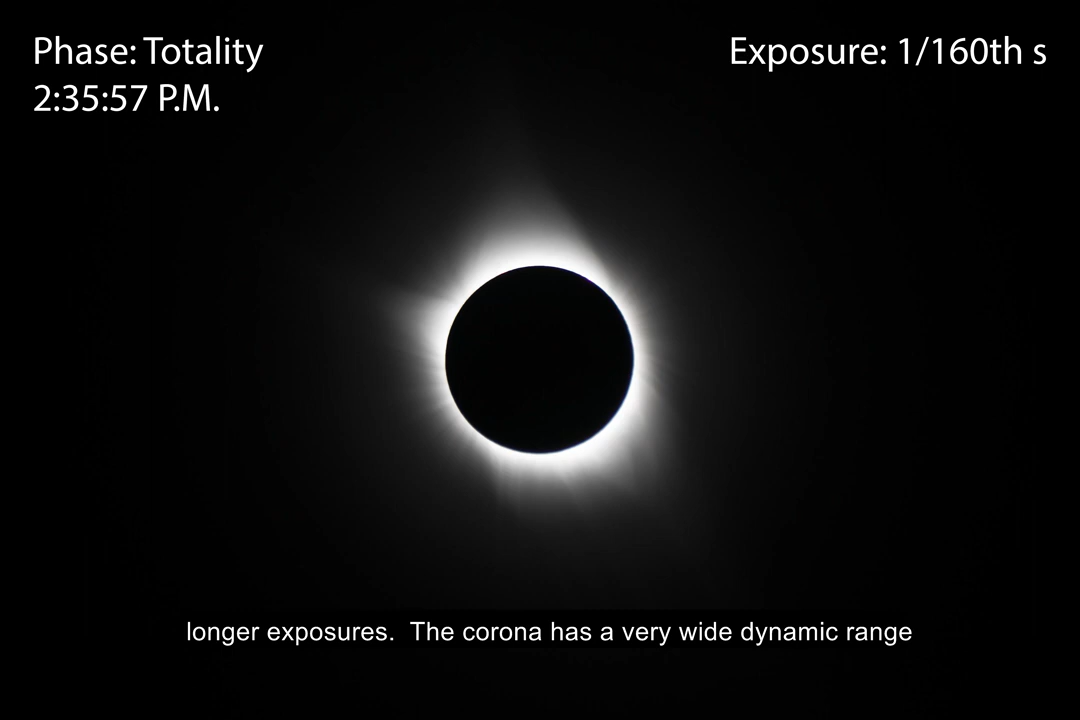 Phase: Totality
2:35:57 P.M.
Exposure: 1/160th s
longer exposures.  The corona has a very wide dynamic range